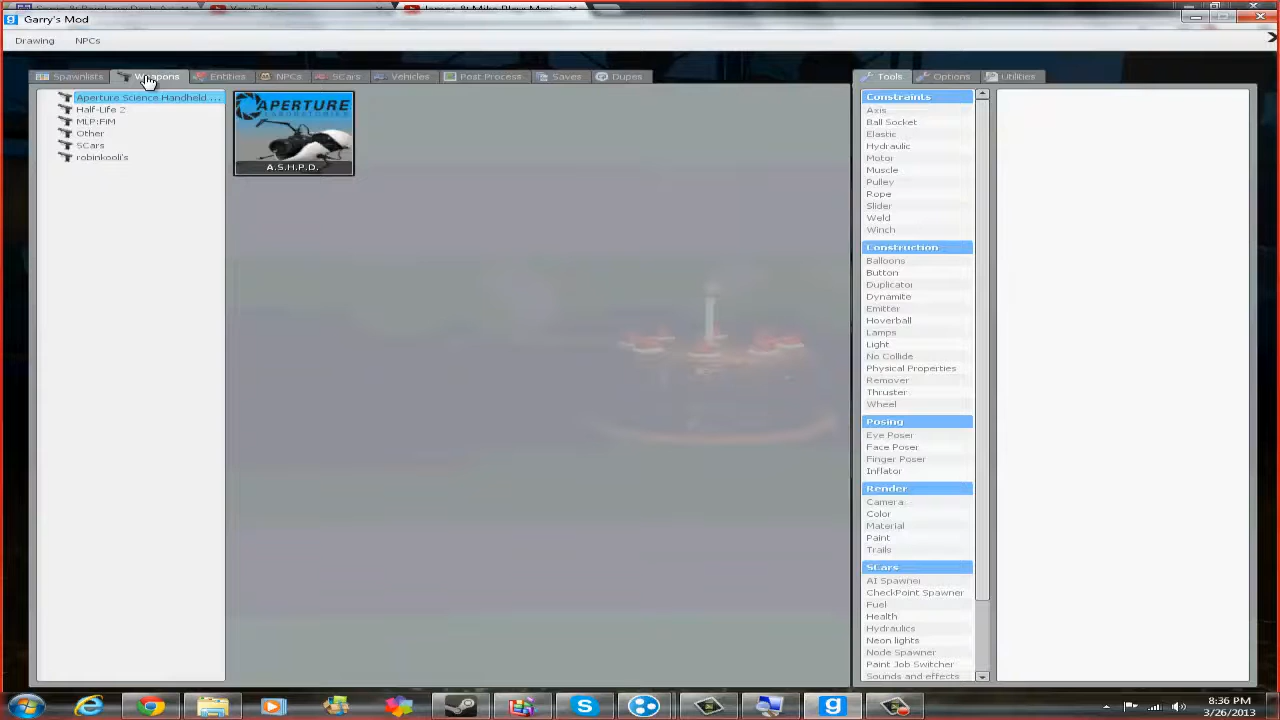 James & Mike Play: Mari
Garry's Mod
Drawing NPCs
Spawnlists Weapons Entities NPCs SCars Vehicles Post Process Saves Dupes
Tools Options Utilities
Aperture Science Handheld ...
Half-Life 2
MLP:FiM
Other
SCars
robinkooli's
APERTURE
LABORATORIES
A.S.H.P.D.
Constraints
Axis
Ball Socket
Elastic
Hydraulic
Motor
Muscle
Pulley
Rope
Slider
Weld
Winch
Construction
Balloons
Button
Duplicator
Dynamite
Emitter
Hoverball
Lamps
Light
No Collide
Physical Properties
Remover
Thruster
Wheel
Posing
Eye Poser
Face Poser
Finger Poser
Inflator
Render
Camera
Color
Material
Paint
Trails
SCars
AI Spawner
CheckPoint Spawner
Fuel
Health
Hydraulics
Neon lights
Node Spawner
Paint Job Switcher
Sounds and effects
8:36 PM
3/26/2013